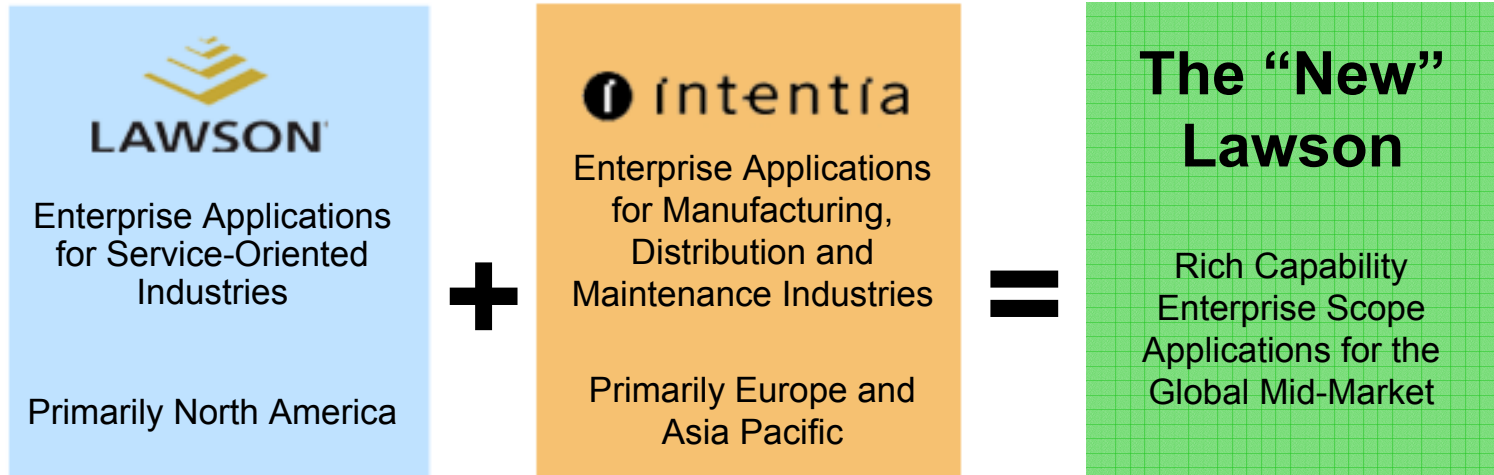 LAWSON
Enterprise Applications
for Service-Oriented
Industries
Primarily North America
+
intentia
Enterprise Applications
for Manufacturing,
Distribution and
Maintenance Industries
Primarily Europe and
Asia Pacific
=
The “New”
Lawson
Rich Capability
Enterprise Scope
Applications for the
Global Mid-Market